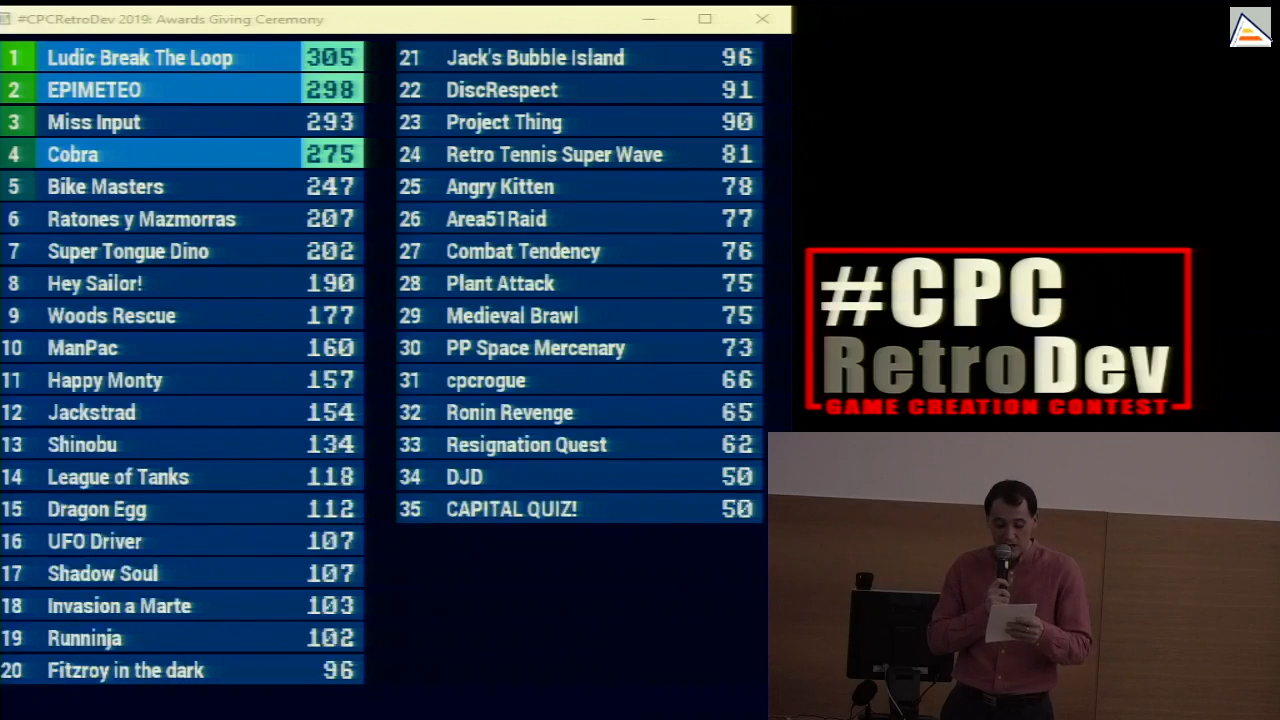 #CPCRetroDev 2019: Awards Giving Ceremony
1 Ludic Break The Loop 305
2 EPIMETEO 298
3 Miss Input 293
4 Cobra 275
5 Bike Masters 247
6 Ratones y Mazmorras 207
7 Super Tongue Dino 202
8 Hey Sailor! 190
9 Woods Rescue 177
10 ManPac 160
11 Happy Monty 157
12 Jackstrad 154
13 Shinobu 134
14 League of Tanks 118
15 Dragon Egg 112
16 UFO Driver 107
17 Shadow Soul 107
18 Invasion a Marte 103
19 Runninja 102
20 Fitzroy in the dark 96
21 Jack's Bubble Island 96
22 DiscRespect 91
23 Project Thing 90
24 Retro Tennis Super Wave 81
25 Angry Kitten 78
26 Area51Raid 77
27 Combat Tendency 76
28 Plant Attack 75
29 Medieval Brawl 75
30 PP Space Mercenary 73
31 cpcrogue 66
32 Ronin Revenge 65
33 Resignation Quest 62
34 DJD 50
35 CAPITAL QUIZ! 50
#CPC
RetroDev
GAME CREATION CONTEST